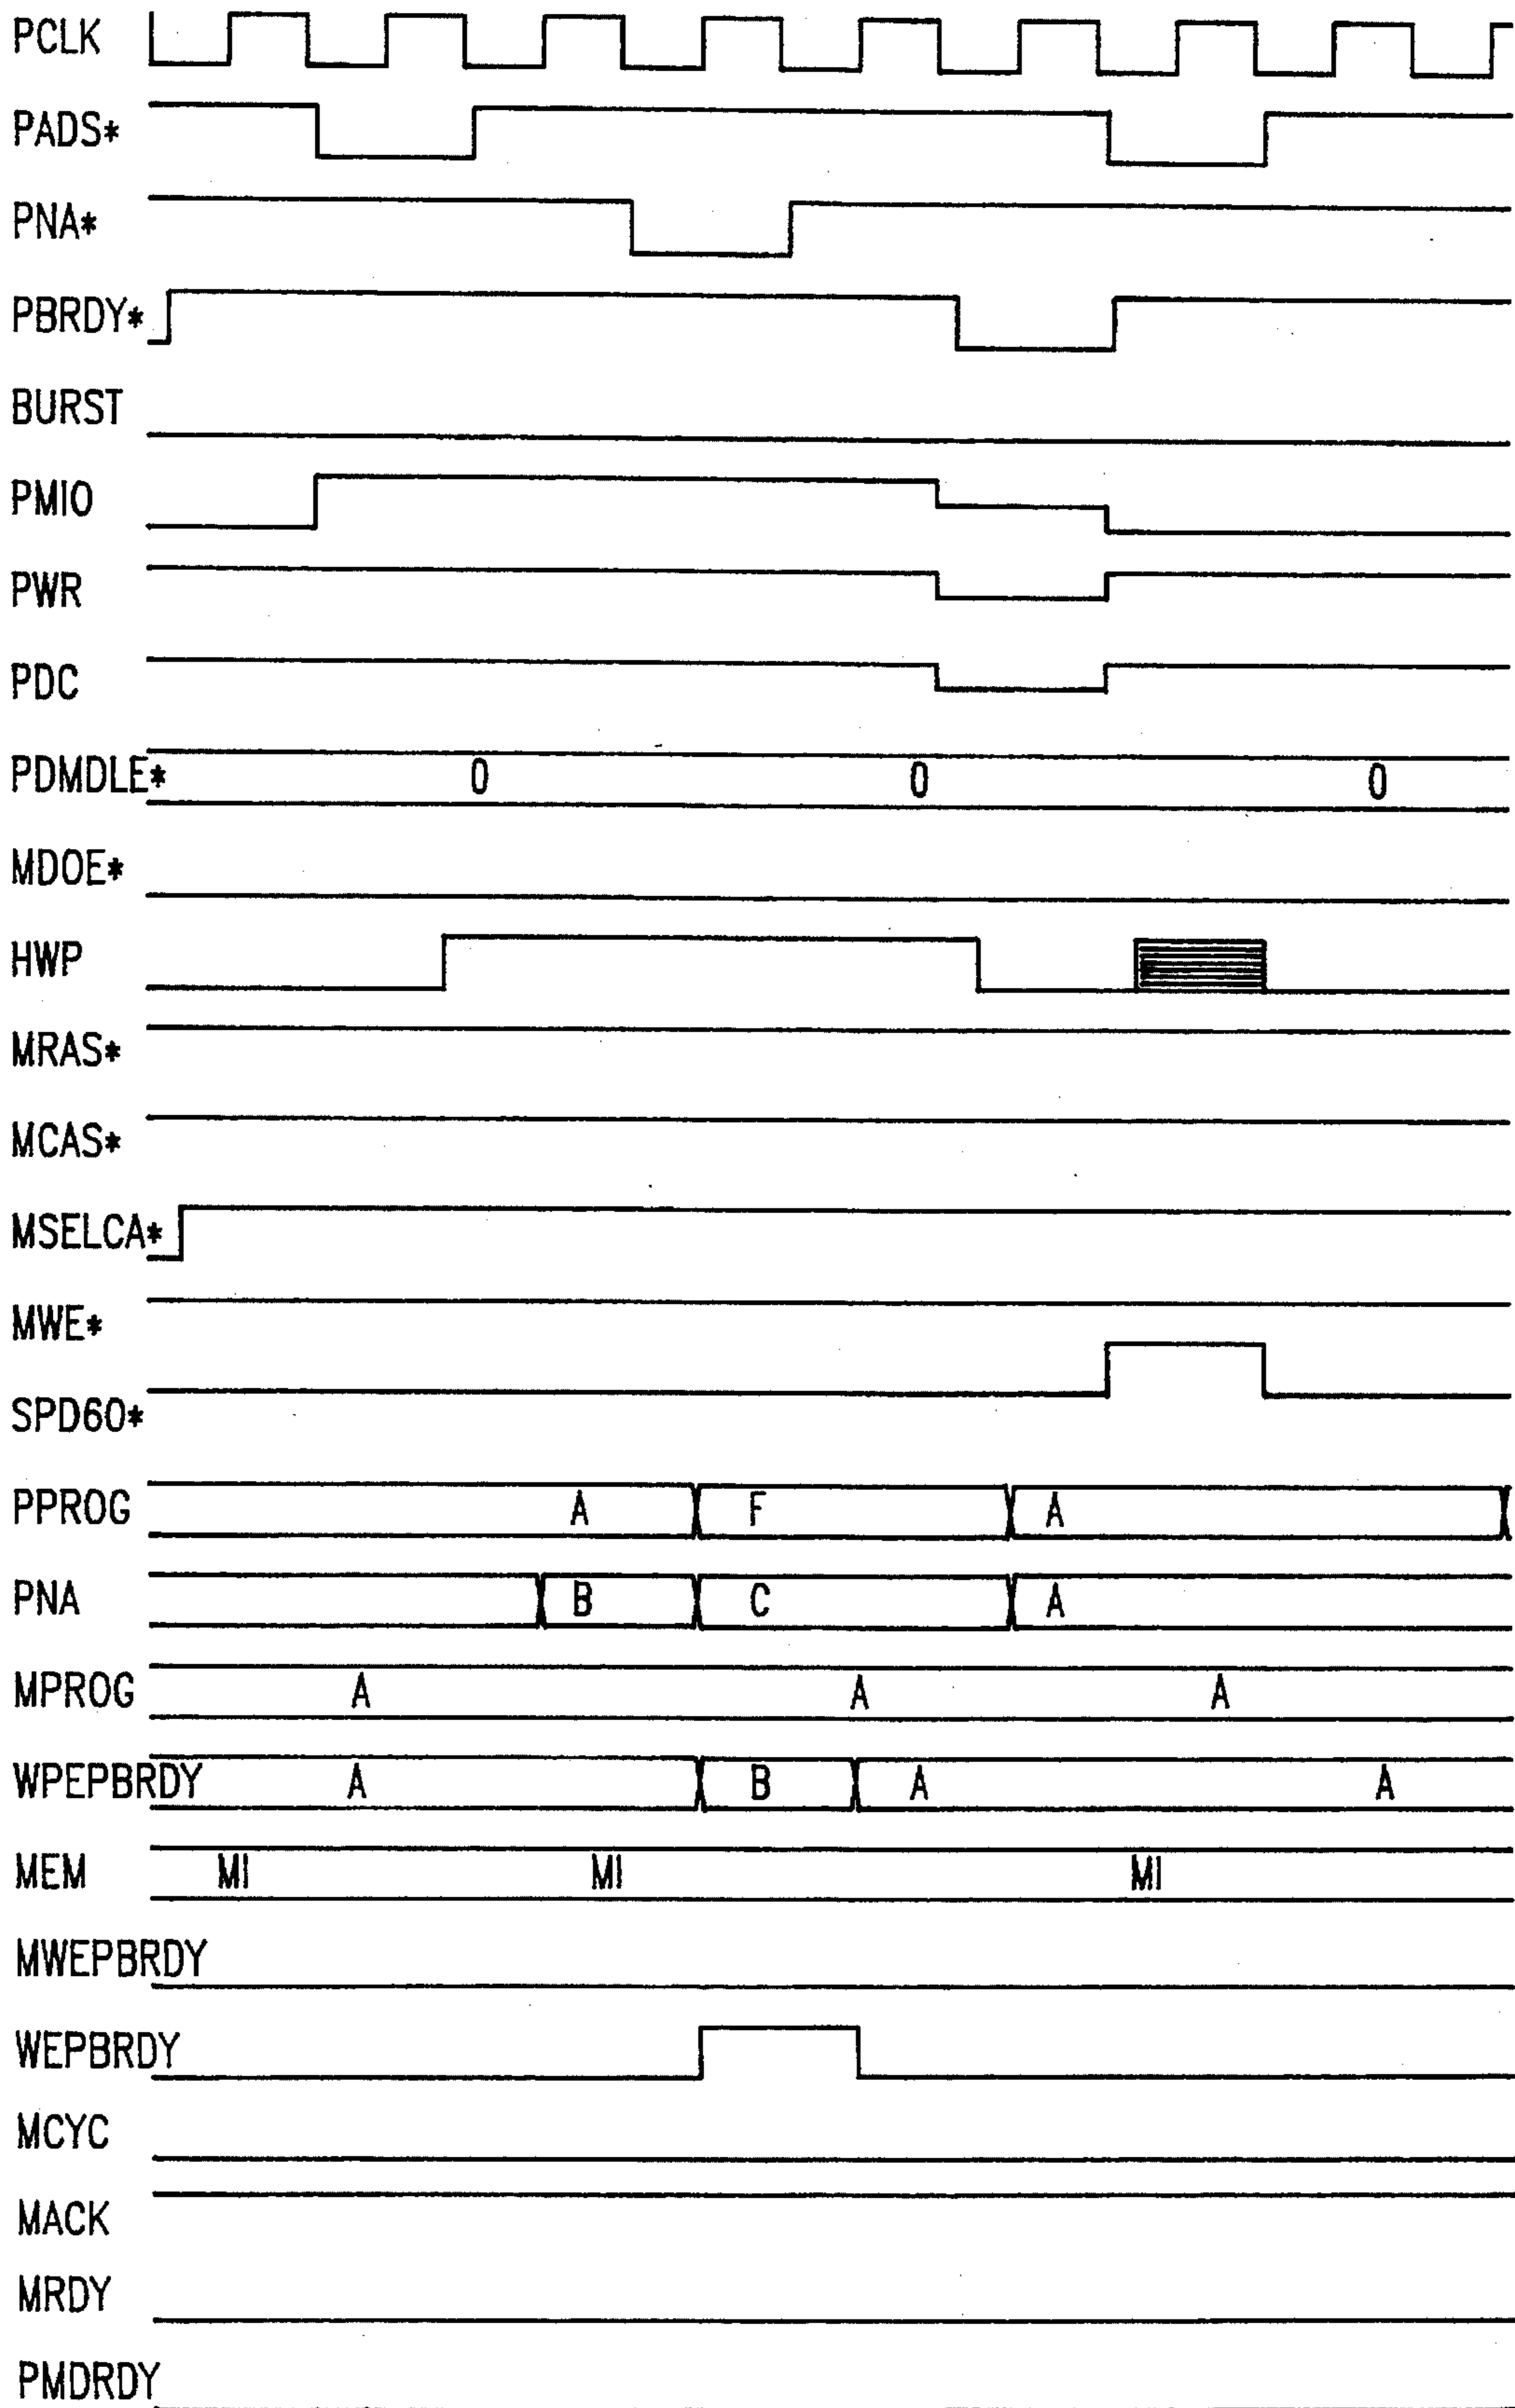 PCLK
PADS*
PNA*
PBRDY*
BURST
PMIO
PWR
PDC
PDMDLE* 0 0 0
MDOE*
HWP
MRAS*
MCAS*
MSELCA*
MWE*
SPD60*
PPROG A F A
PNA B C A
MPROG A A A
WPEPBRDY A B A A
MEM MI MI MI
MWEPBRDY
WEPBRDY
MCYC
MACK
MRDY
PMDRDY